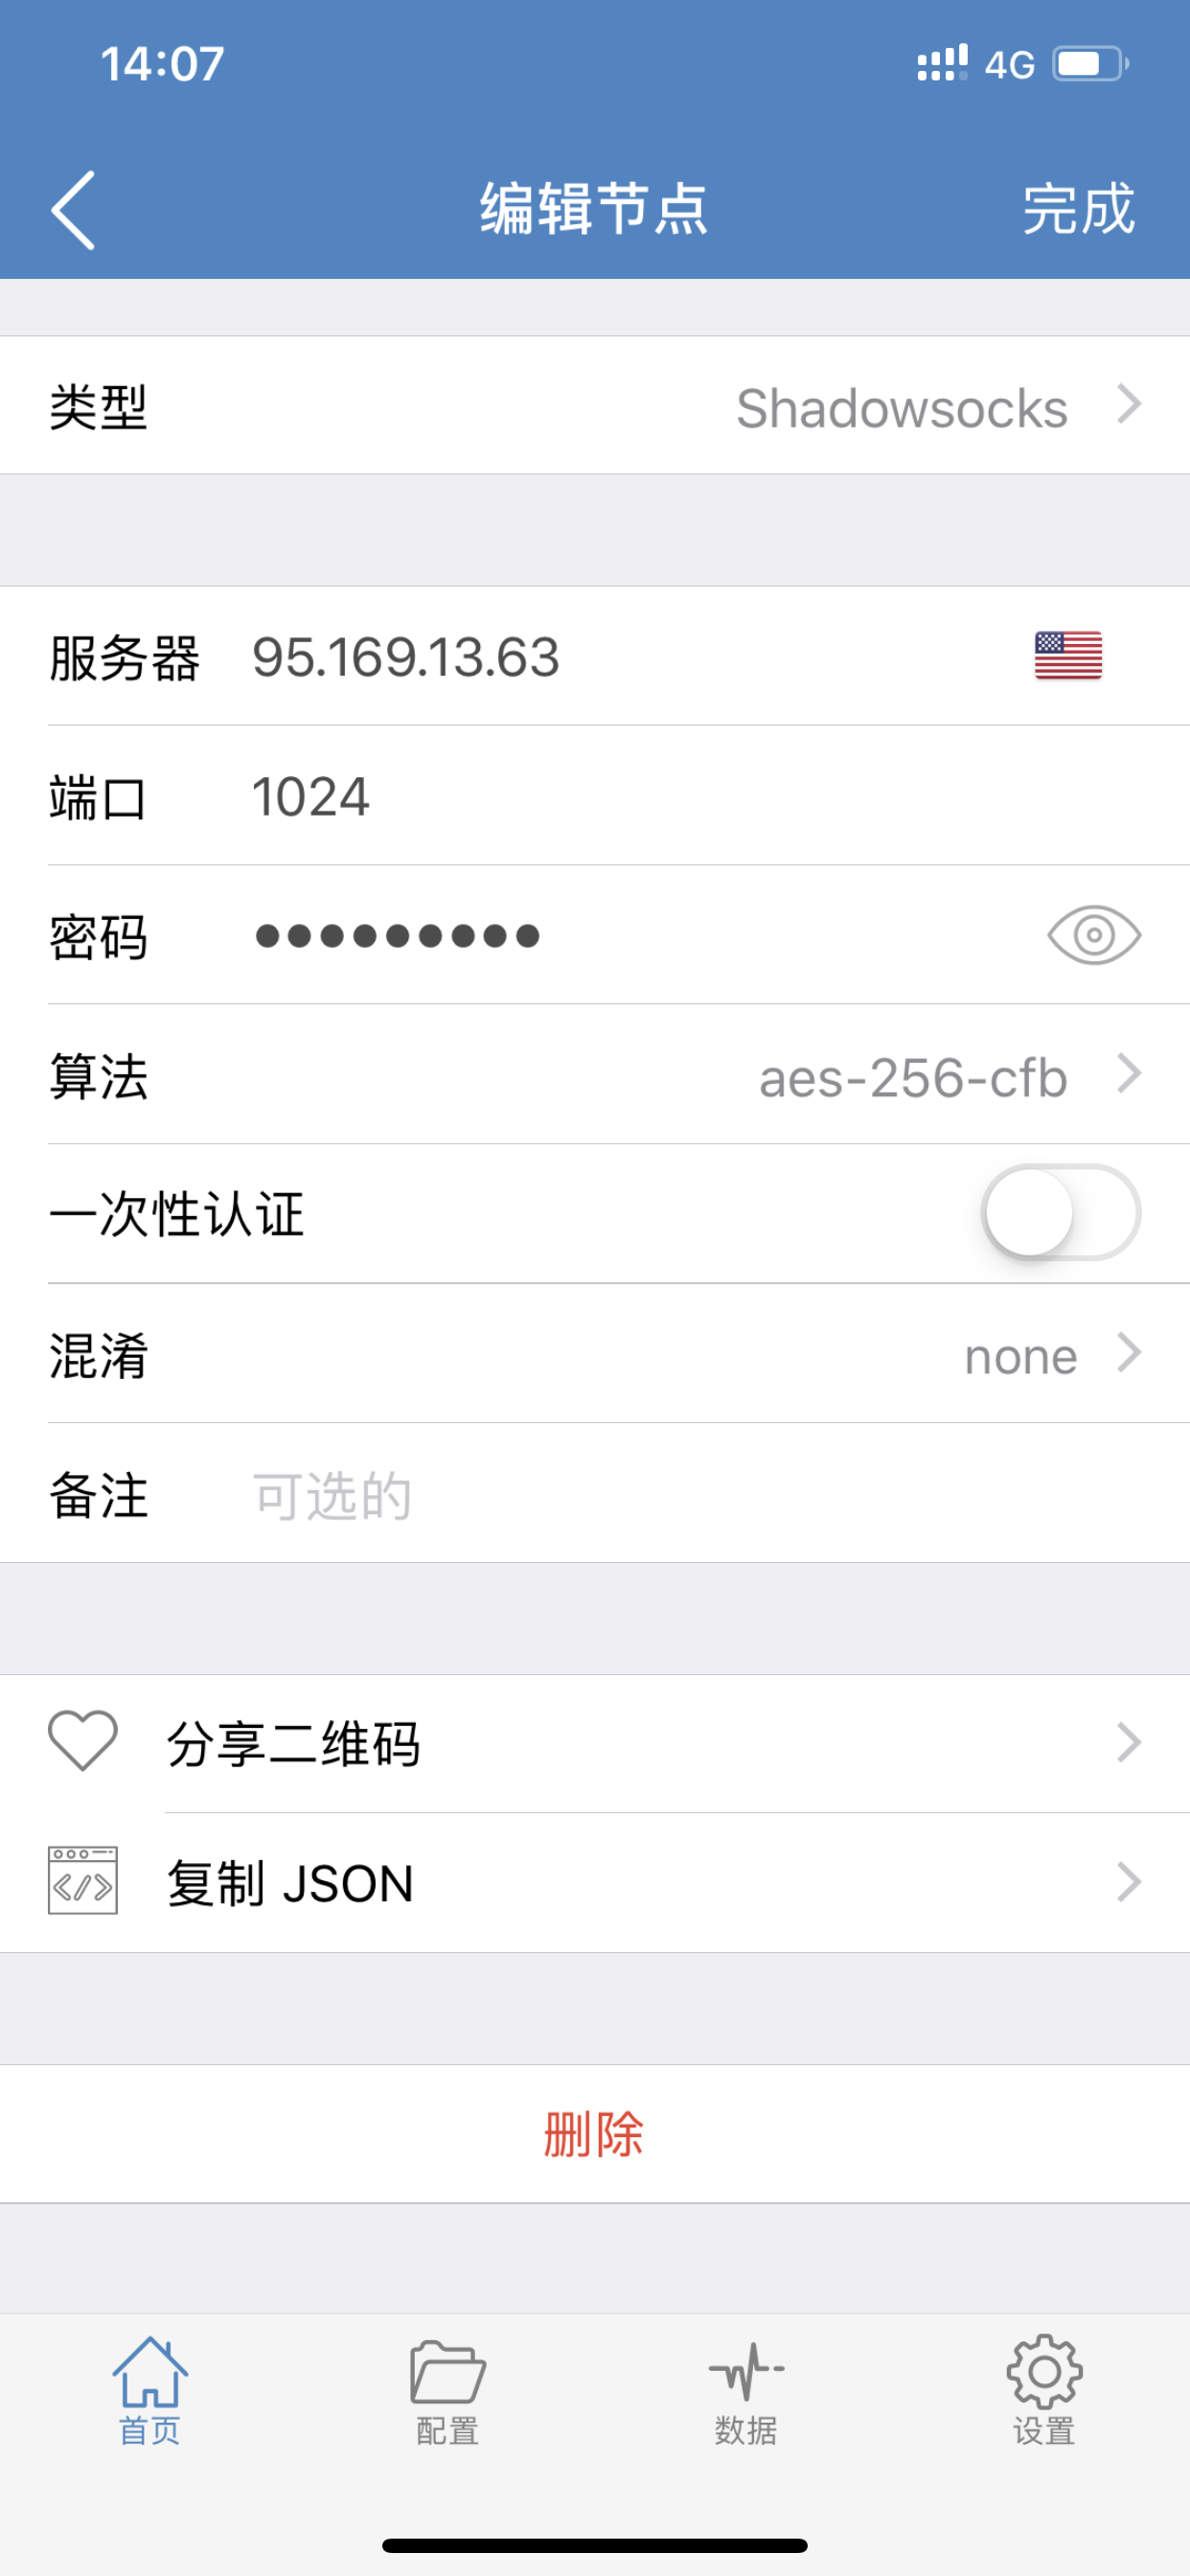 14:07 4G
编辑节点 完成
类型 Shadowsocks
服务器 95.169.13.63
端口 1024
密码 •••••••••
算法 aes-256-cfb
一次性认证
混淆 none
备注 可选的
分享二维码
复制 JSON
删除
首页 配置 数据 设置